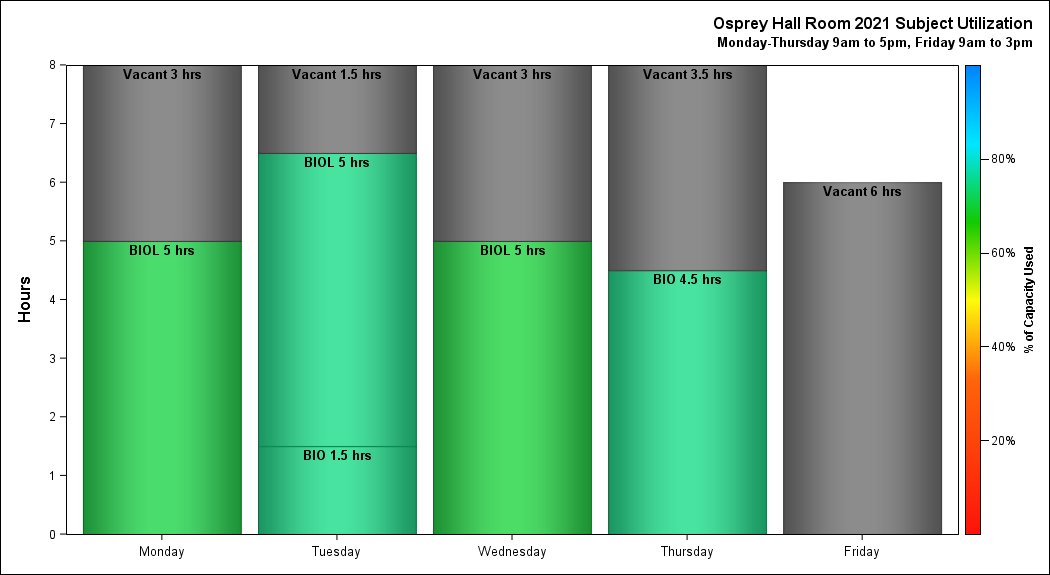 Osprey Hall Room 2021 Subject Utilization
Monday-Thursday 9am to 5pm, Friday 9am to 3pm
8
7
6
5
4
3
2
1
0
Hours
Vacant 3 hrs
BIOL 5 hrs
Vacant 1.5 hrs
BIOL 5 hrs
BIO 1.5 hrs
Vacant 3 hrs
BIOL 5 hrs
Vacant 3.5 hrs
BIO 4.5 hrs
Vacant 6 hrs
Monday
Tuesday
Wednesday
Thursday
Friday
80%
60%
40%
20%
% of Capacity Used